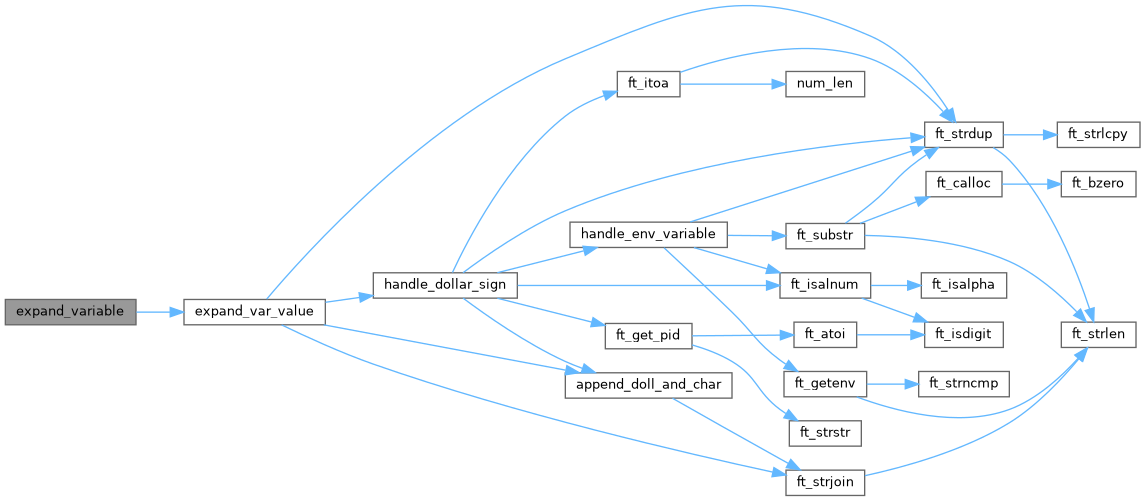 expand_variable
expand_var_value
handle_dollar_sign
ft_itoa
handle_env_variable
ft_get_pid
append_doll_and_char
num_len
ft_substr
ft_isalnum
ft_atoi
ft_getenv
ft_strstr
ft_strjoin
ft_strdup
ft_calloc
ft_isalpha
ft_isdigit
ft_strncmp
ft_strlcpy
ft_bzero
ft_strlen